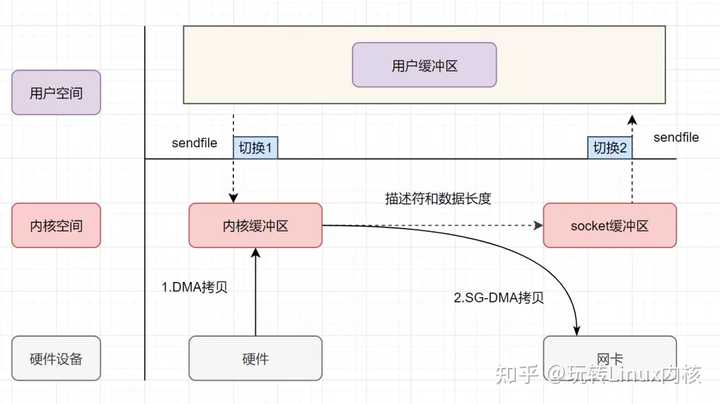 用户缓冲区
用户空间
sendfile
切换1
切换2
sendfile
描述符和数据长度
内核空间
内核缓冲区
socket缓冲区
1.DMA拷贝
2.SG-DMA拷贝
硬件设备
硬件
网卡
知乎 @玩转Linux内核